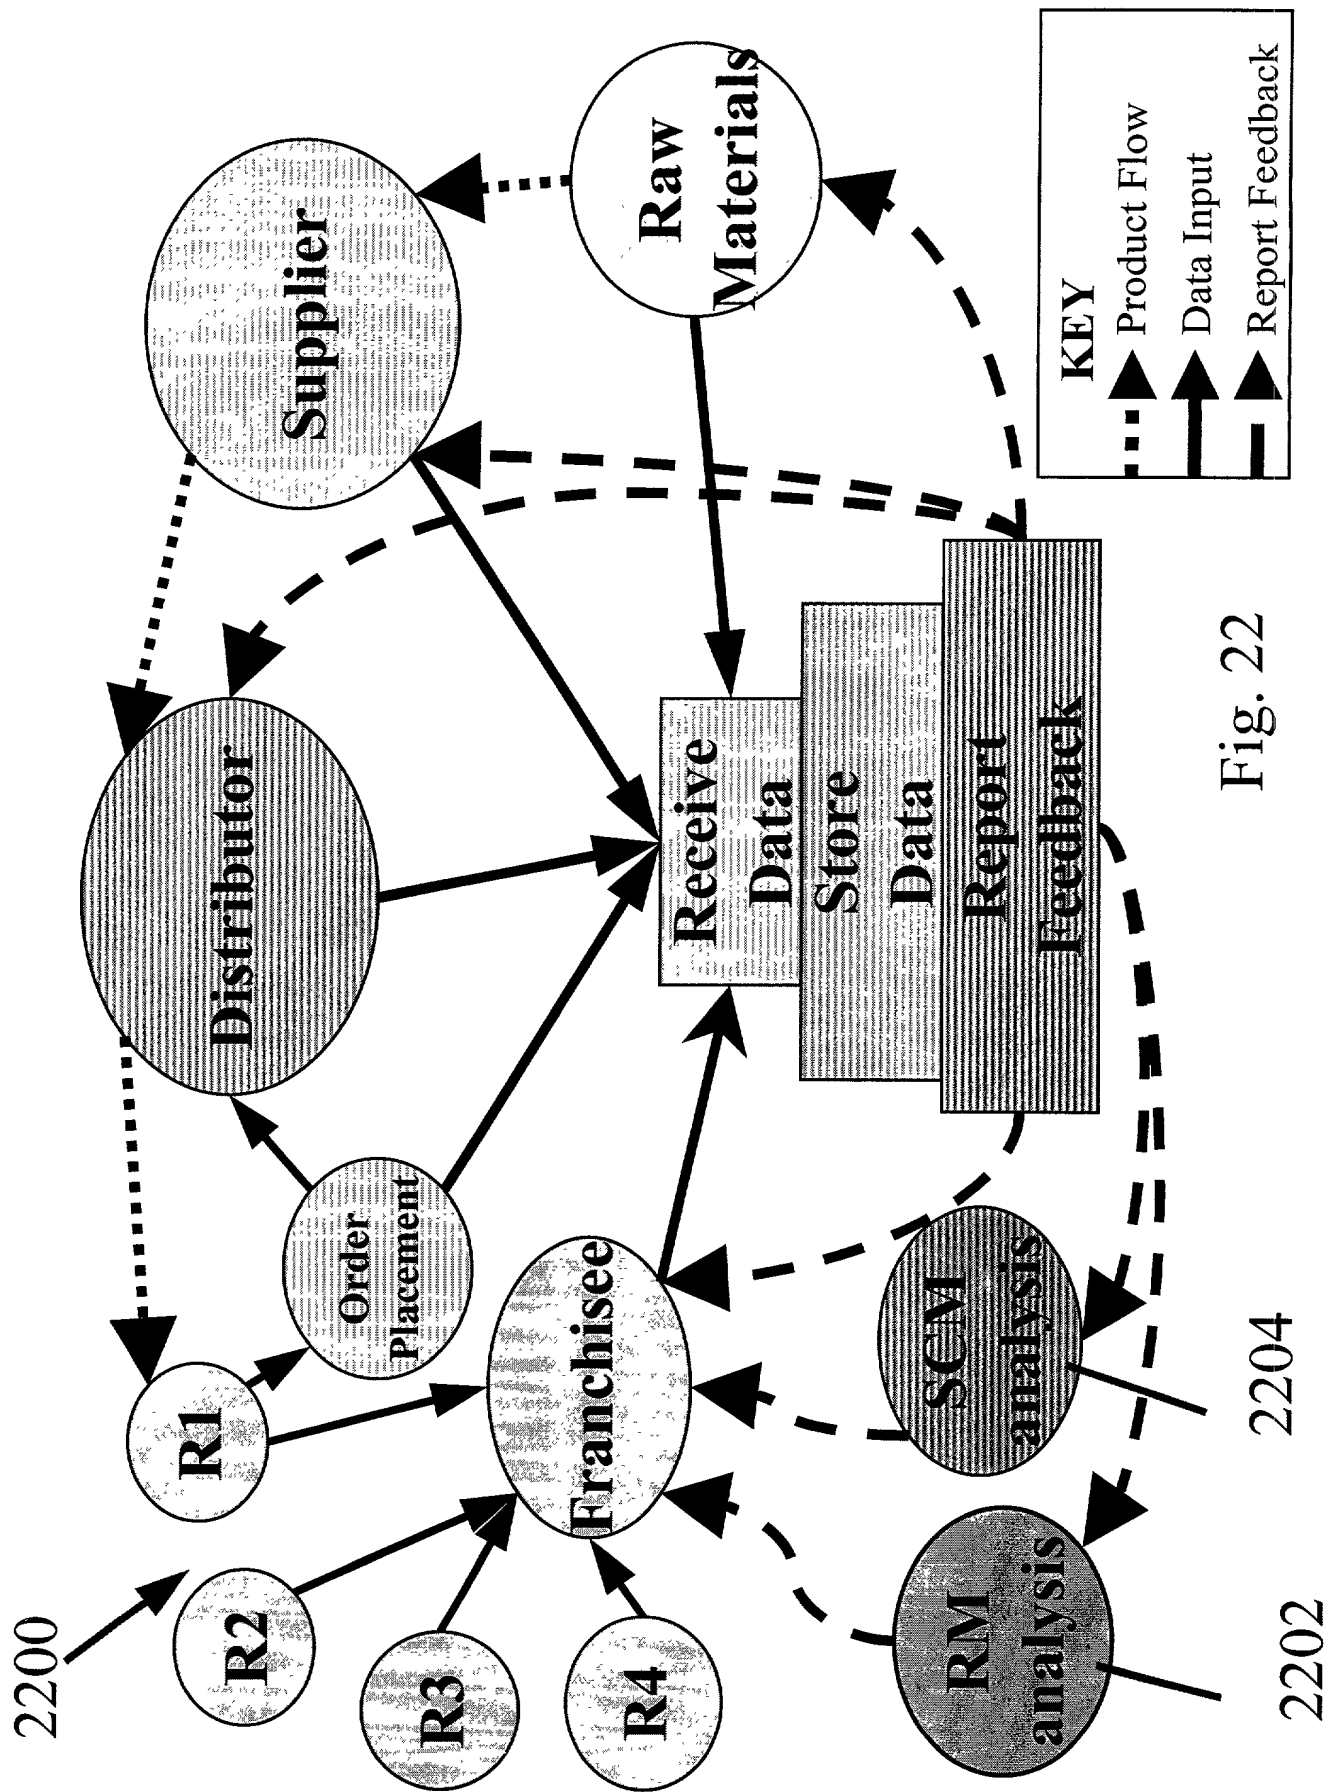 2200
R1
R2
R3
R4
Order
Placement
Franchisee
Distributor
Supplier
Raw
Materials
Receive
Data
Store
Data
Report
Feedback
SCM
analysis
RM
analysis
2202
2204
Fig. 22
KEY
Product Flow
Data Input
Report Feedback